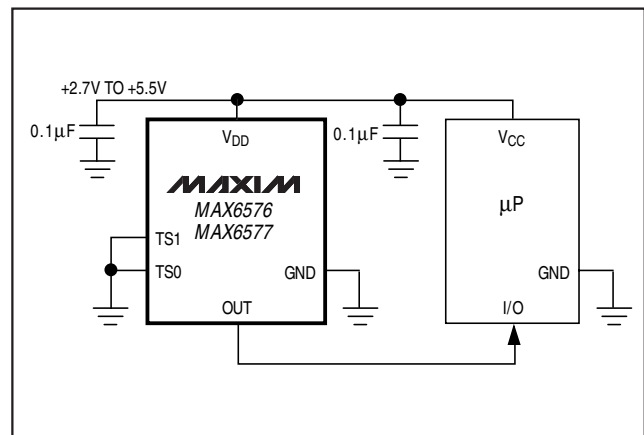 +2.7V TO +5.5V
0.1μF
0.1μF
VDD
VCC
MAXIM
MAX6576
MAX6577
μP
TS1
TS0
GND
GND
OUT
I/O